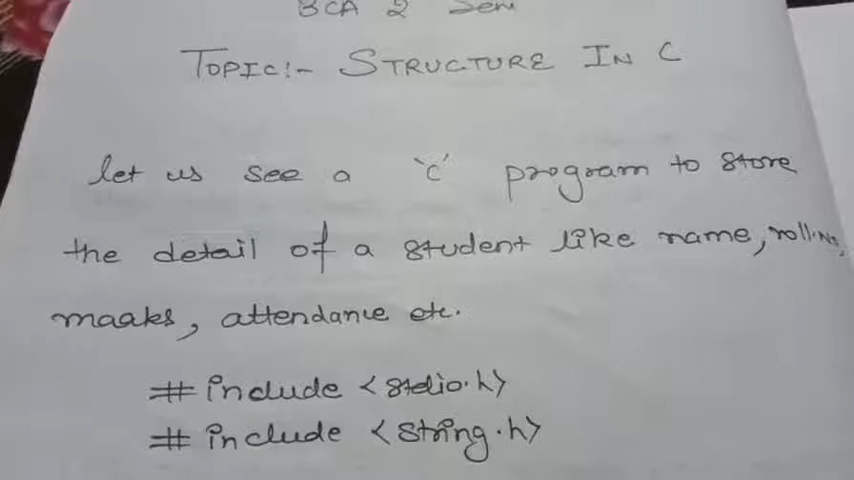 BCA 2 Sem
TOPIC:- STRUCTURE IN C
let us see a 'c' program to store
the detail of a student like name, roll.No,
marks, attendance etc.
# include <stdio.h>
# include <string.h>